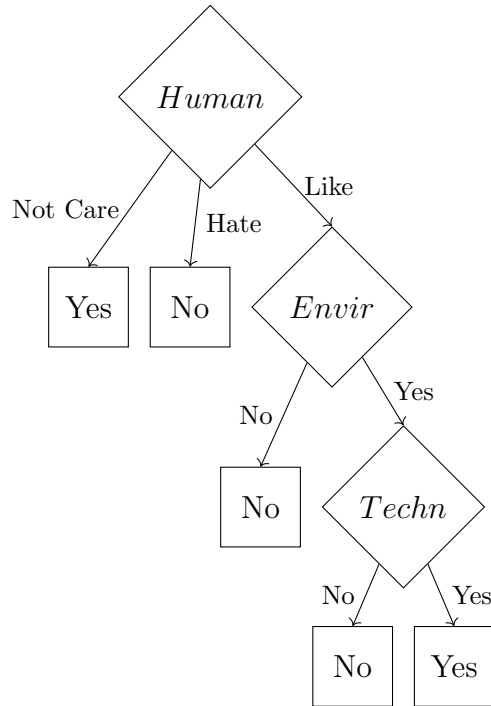 Human
Not Care
Hate
Like
Yes
No
Envir
No
Yes
No
Techn
No
Yes
No
Yes